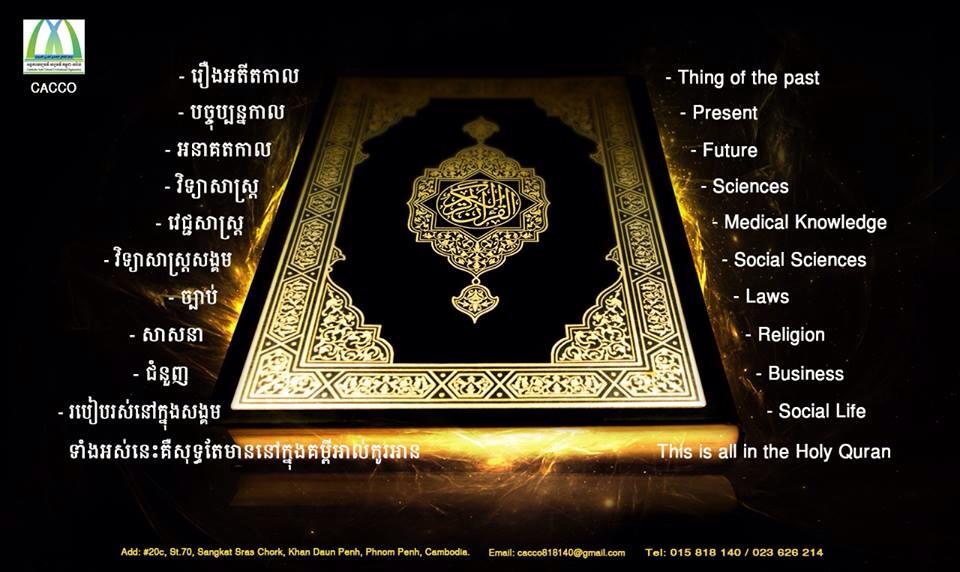 CACCO
- រឿងអតីតកាល
- បច្ចុប្បន្នកាល
- អនាគតកាល
- វិទ្យាសាស្ត្រ
- វេជ្ជសាស្ត្រ
- វិទ្យាសាស្ត្រសង្គម
- ច្បាប់
- សាសនា
- ជំនួញ
- របៀបរស់នៅក្នុងសង្គម
ទាំងអស់នេះគឺសុទ្ធតែមាននៅក្នុងគម្ពីអាល់គួរអាន
- Thing of the past
- Present
- Future
- Sciences
- Medical Knowledge
- Social Sciences
- Laws
- Religion
- Business
- Social Life
This is all in the Holy Quran
القرآن الكريم
Add: #20c, St.70, Sangkat Sras Chork, Khan Daun Penh, Phnom Penh, Cambodia. Email: cacco818140@gmail.com Tel: 015 818 140 / 023 626 214